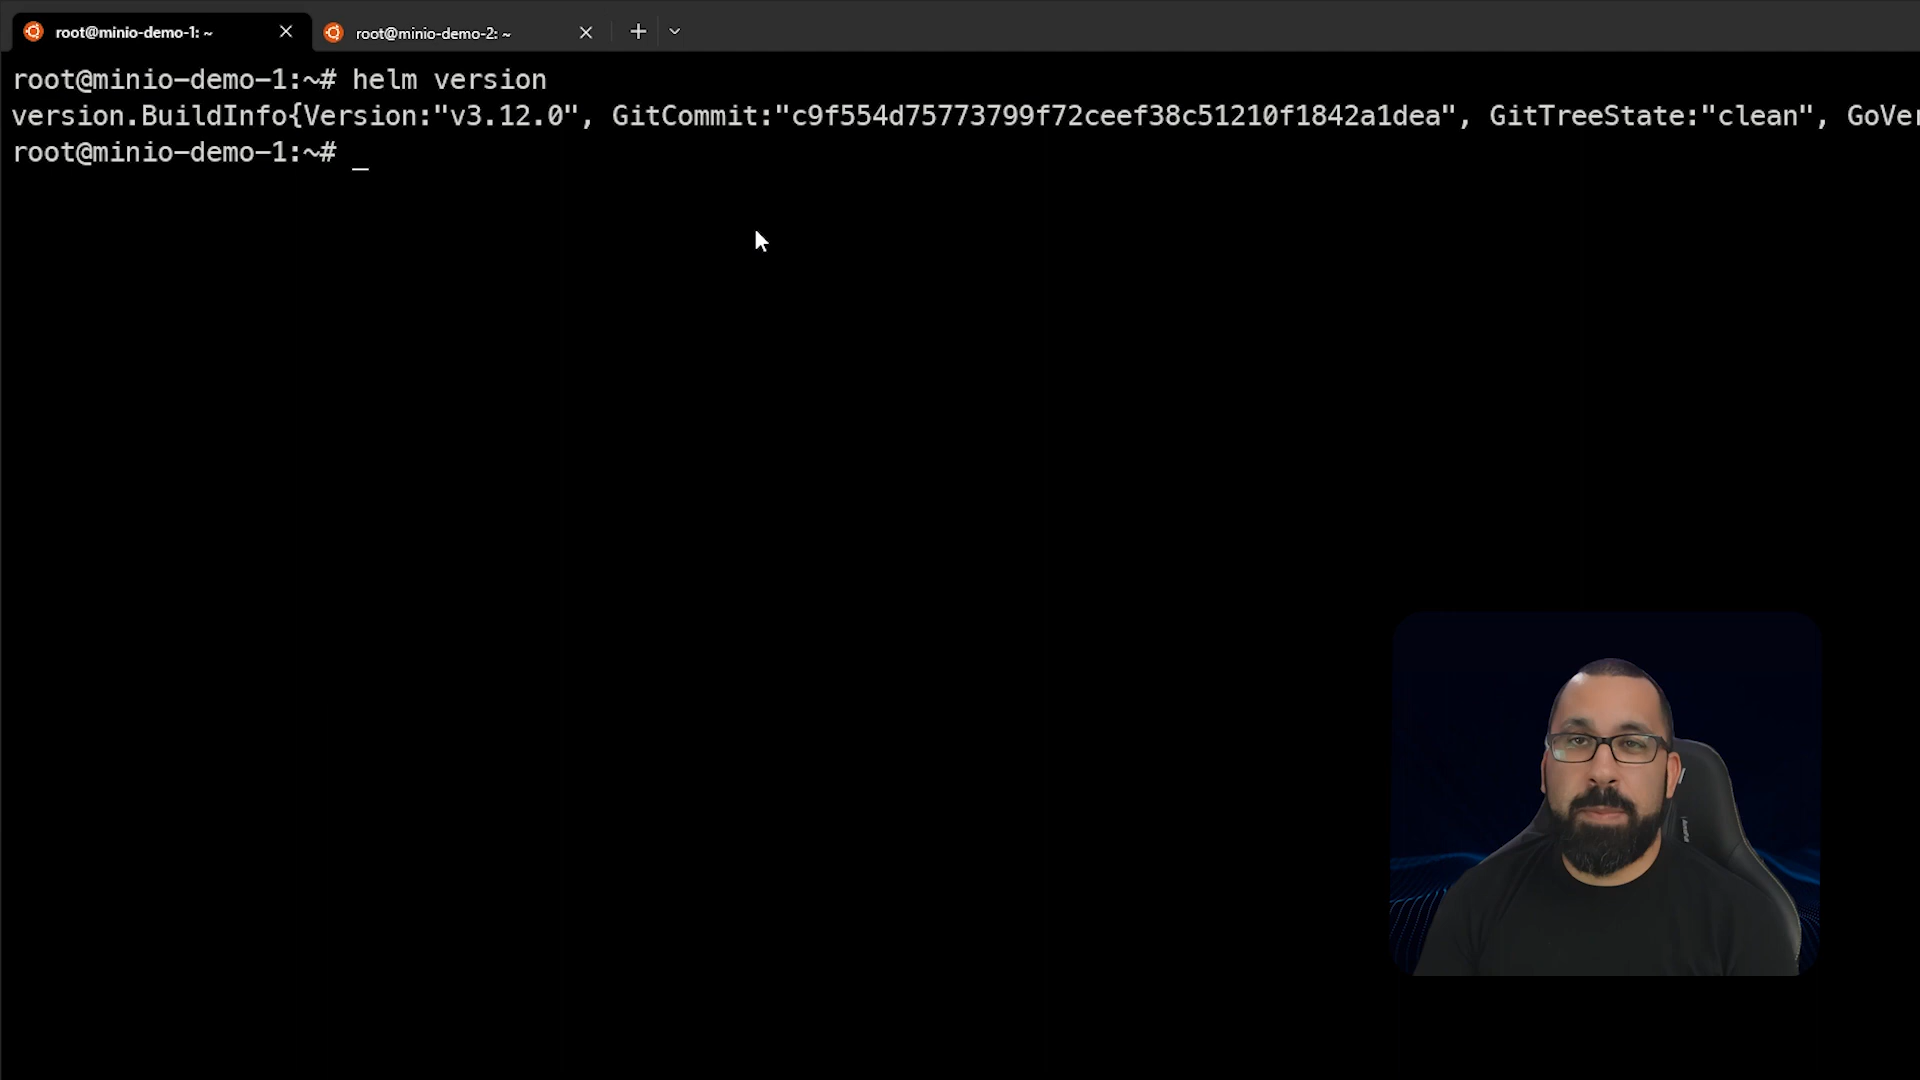 root@minio-demo-1: ~
root@minio-demo-2: ~
root@minio-demo-1:~# helm version
version.BuildInfo{Version:"v3.12.0", GitCommit:"c9f554d75773799f72ceef38c51210f1842a1dea", GitTreeState:"clean", GoVer
root@minio-demo-1:~# _